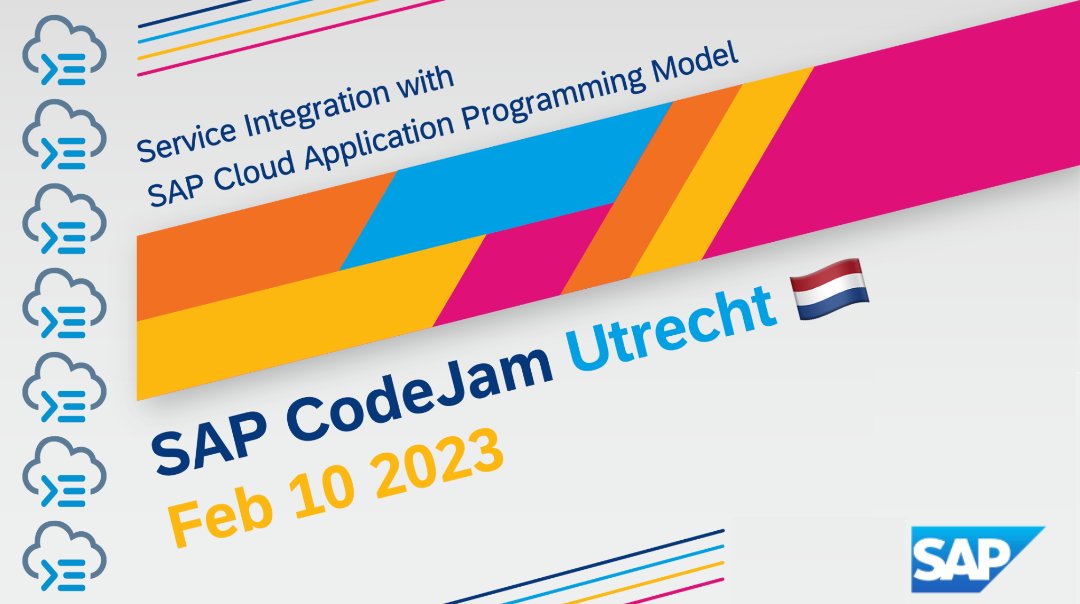 Service Integration with
SAP Cloud Application Programming Model
SAP CodeJam Utrecht 🇳🇱
Feb 10 2023
SAP